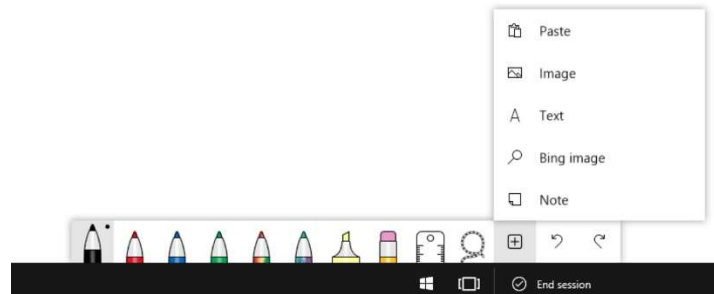 Paste
Image
Text
Bing image
Note
End session